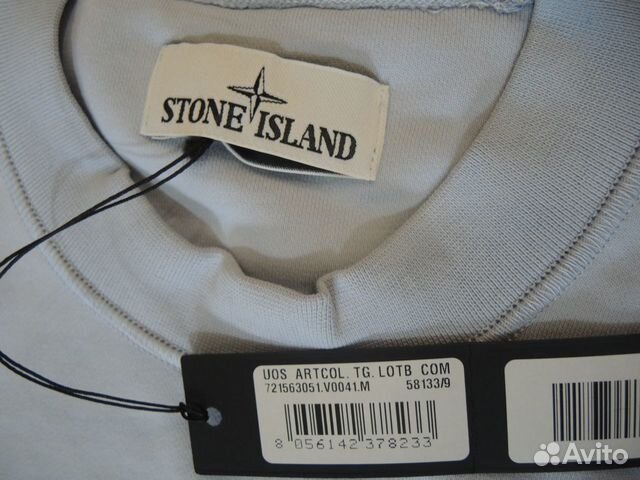 STONE ISLAND
UOS ARTCOL. TG. LOTB COM
721563051.V0041.M 58133/9
8 056142 378233
Avito